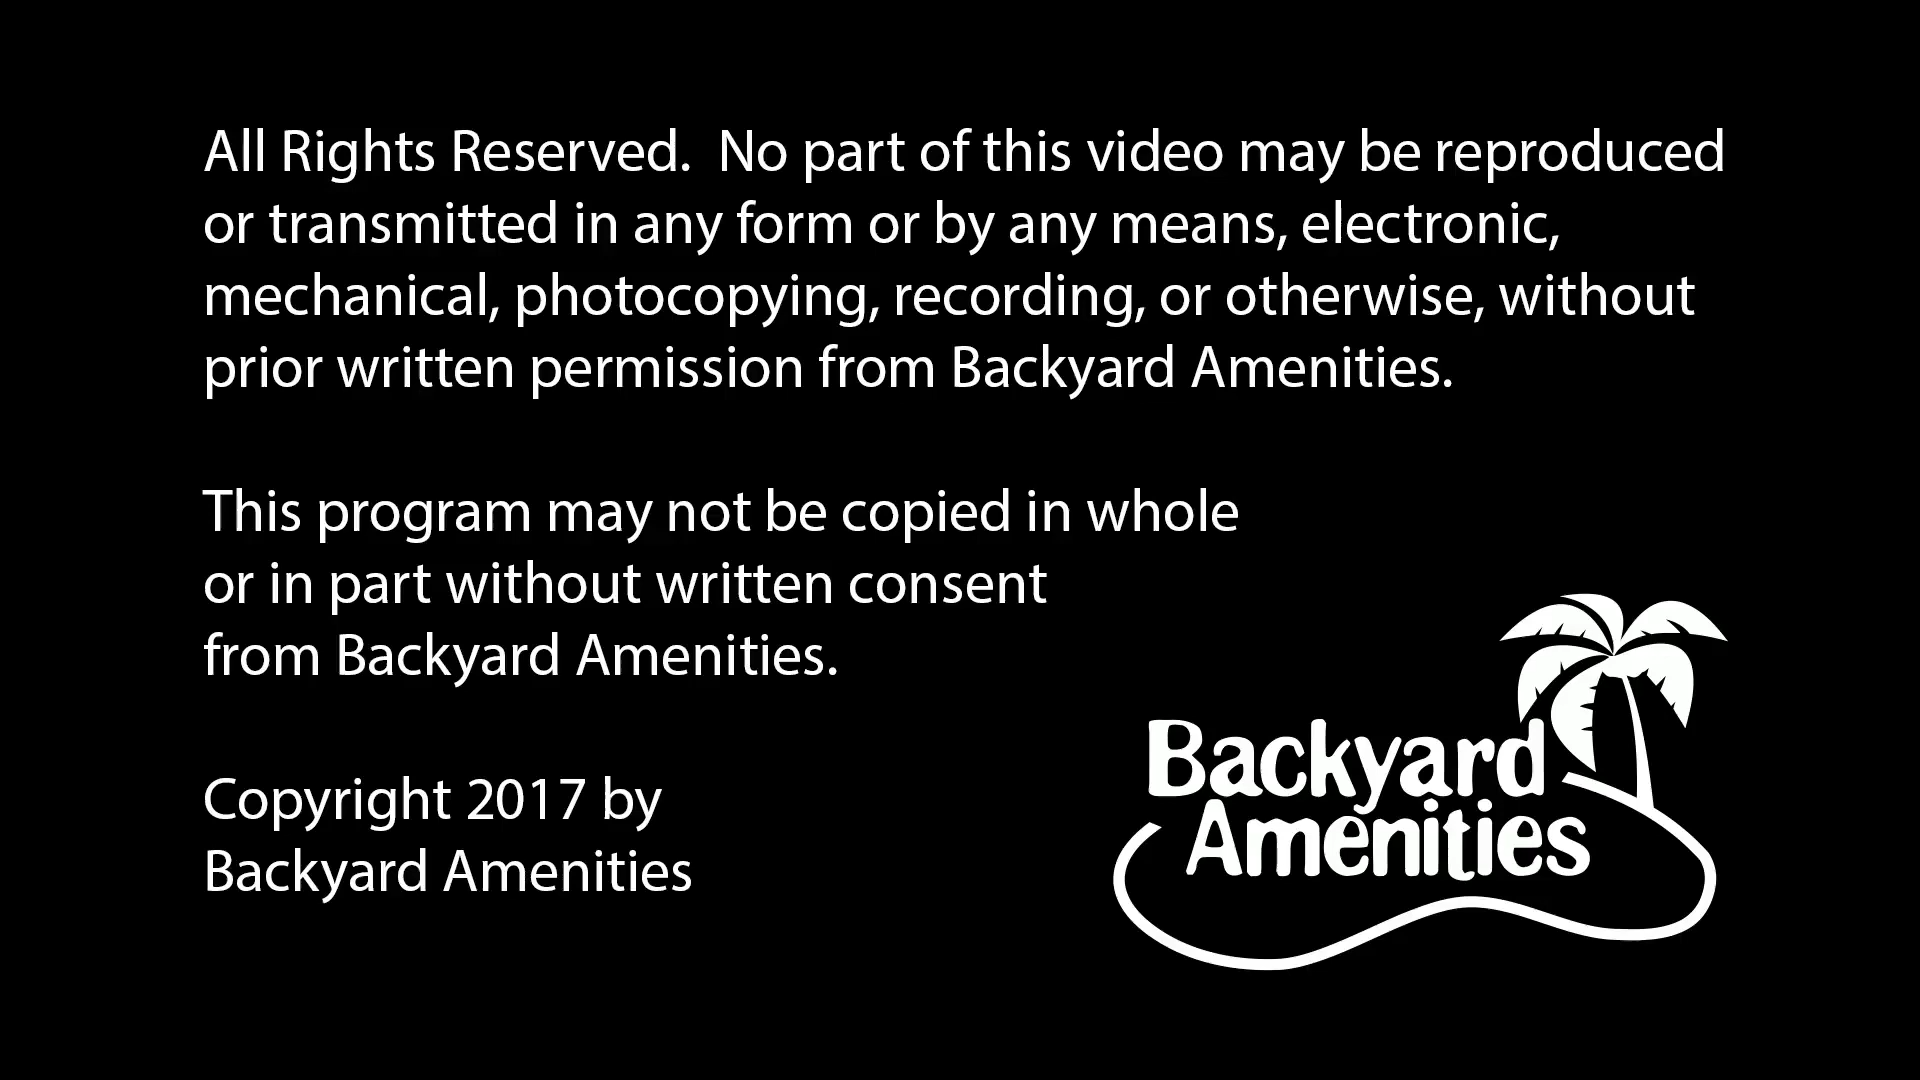 All Rights Reserved.  No part of this video may be reproduced
or transmitted in any form or by any means, electronic,
mechanical, photocopying, recording, or otherwise, without
prior written permission from Backyard Amenities.
This program may not be copied in whole
or in part without written consent
from Backyard Amenities.
Copyright 2017 by
Backyard Amenities
Backyard
Amenities